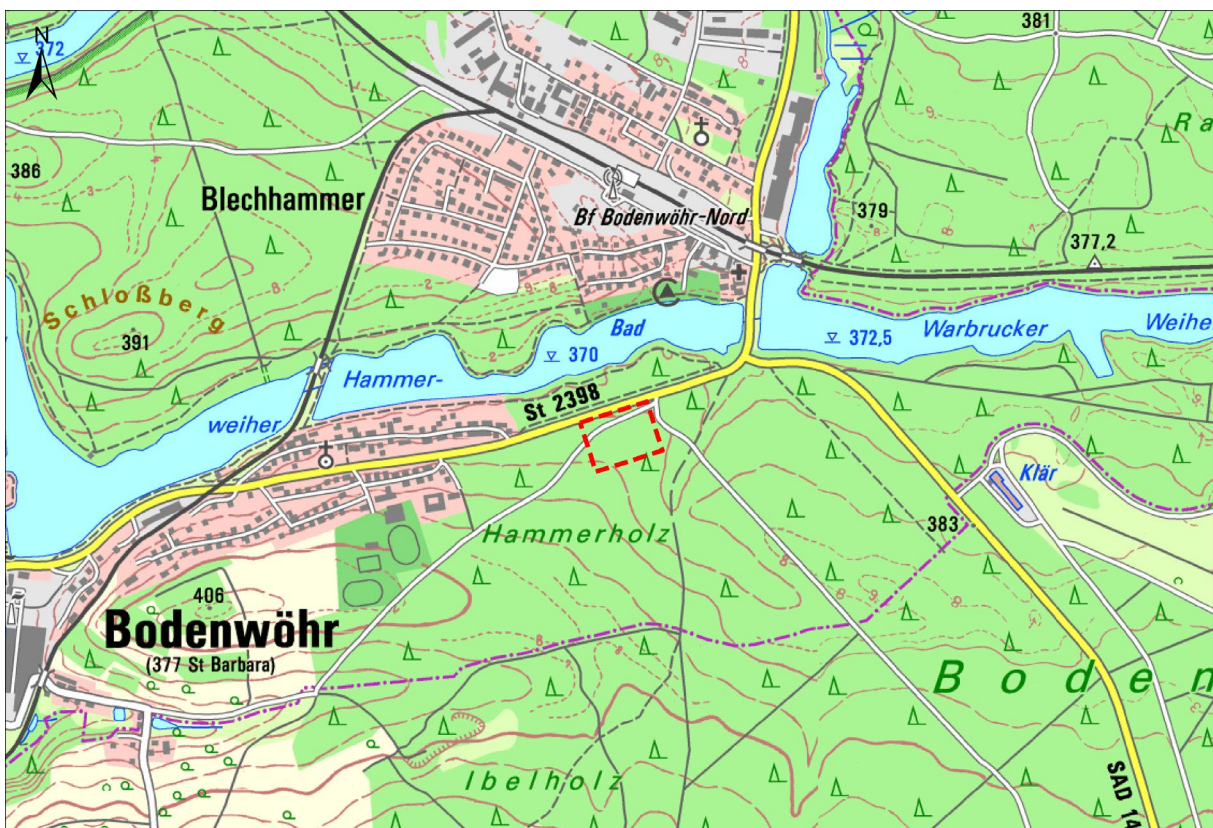 N
372
381
Ra
386
Blechhammer
Bf Bodenwöhr-Nord
379
377,2
Schloßberg
391
Bad
370
372,5
Warbrucker
Weihe
Hammer-
weiher
St 2398
Klär
383
Hammerholz
406
Bodenwöhr
(377 St Barbara)
Boden
Ibelholz
SAD 14